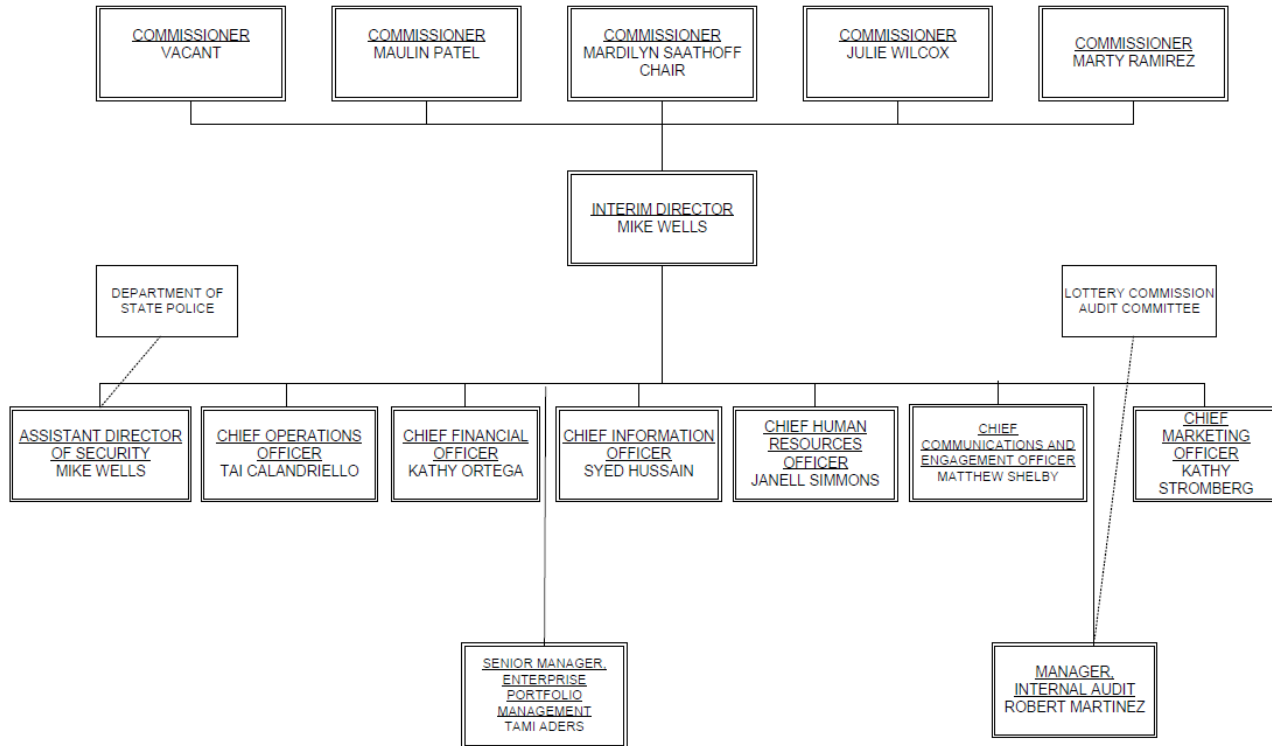 COMMISSIONER
VACANT
COMMISSIONER
MAULIN PATEL
COMMISSIONER
MARDILYN SAATHOFF
CHAIR
COMMISSIONER
JULIE WILCOX
COMMISSIONER
MARTY RAMIREZ
INTERIM DIRECTOR
MIKE WELLS
DEPARTMENT OF
STATE POLICE
LOTTERY COMMISSION
AUDIT COMMITTEE
ASSISTANT DIRECTOR
OF SECURITY
MIKE WELLS
CHIEF OPERATIONS
OFFICER
TAI CALANDRIELLO
CHIEF FINANCIAL
OFFICER
KATHY ORTEGA
CHIEF INFORMATION
OFFICER
SYED HUSSAIN
CHIEF HUMAN
RESOURCES
OFFICER
JANELL SIMMONS
CHIEF
COMMUNICATIONS AND
ENGAGEMENT OFFICER
MATTHEW SHELBY
CHIEF
MARKETING
OFFICER
KATHY
STROMBERG
SENIOR MANAGER,
ENTERPRISE
PORTFOLIO
MANAGEMENT
TAMI ADERS
MANAGER,
INTERNAL AUDIT
ROBERT MARTINEZ